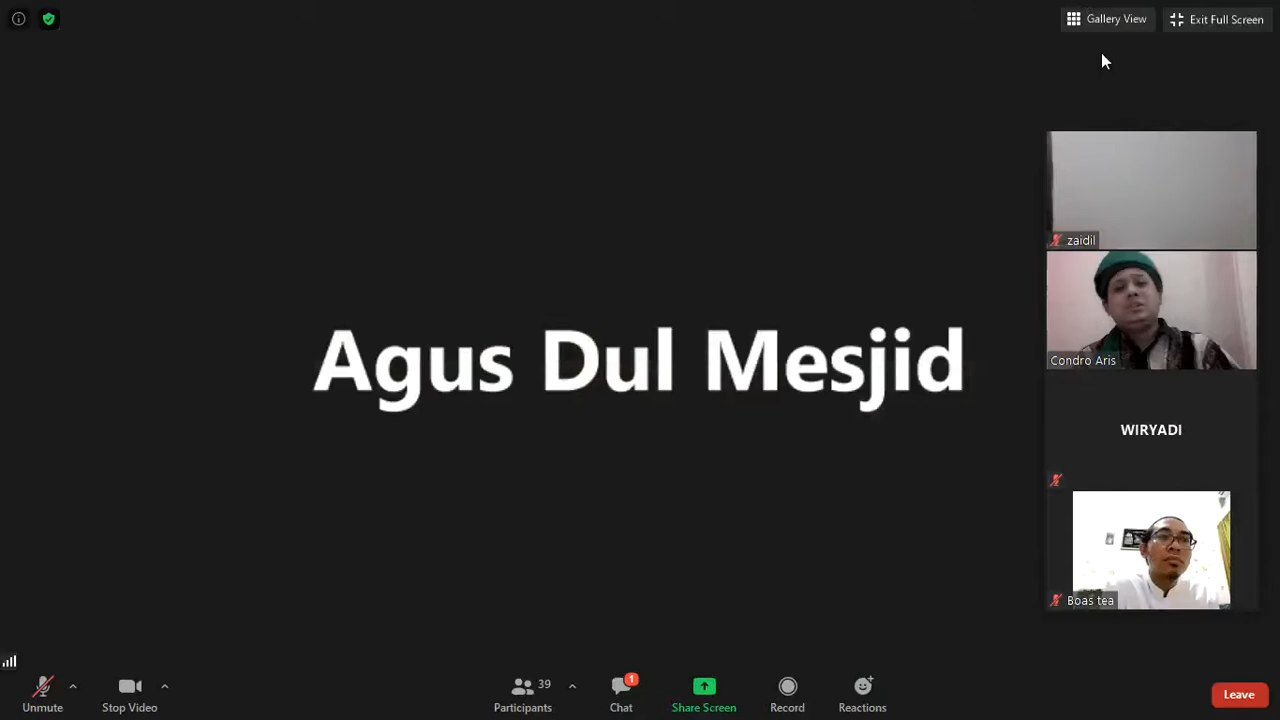 Gallery View
Exit Full Screen
zaidil
Condro Aris
Agus Dul Mesjid
WIRYADI
Boas tea
Unmute
Stop Video
Participants
39
Chat
1
Share Screen
Record
Reactions
Leave